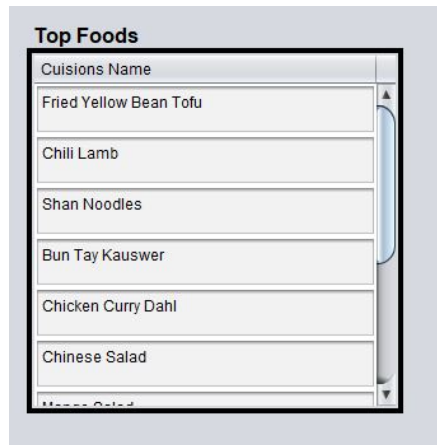 Top Foods
Cuisions Name
Fried Yellow Bean Tofu
Chili Lamb
Shan Noodles
Bun Tay Kauswer
Chicken Curry Dahl
Chinese Salad